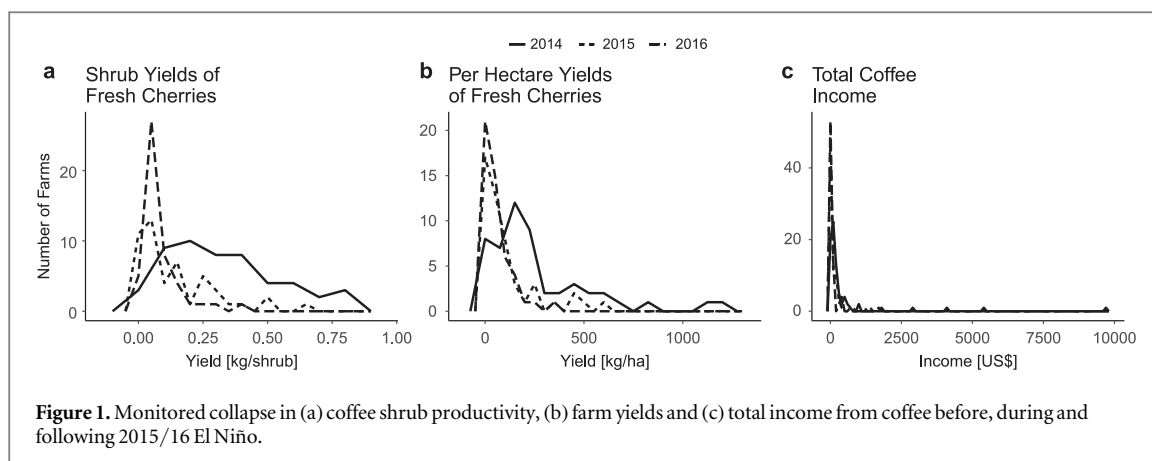 2014 2015 2016
a Shrub Yields of
Fresh Cherries
Number of Farms
20
10
0
0.00 0.25 0.50 0.75 1.00
Yield [kg/shrub]
b Per Hectare Yields
of Fresh Cherries
20
15
10
5
0
0 500 1000
Yield [kg/ha]
c Total Coffee
Income
40
20
0
0 2500 5000 7500 10000
Income [US$]
Figure 1. Monitored collapse in (a) coffee shrub productivity, (b) farm yields and (c) total income from coffee before, during and
following 2015/16 El Niño.